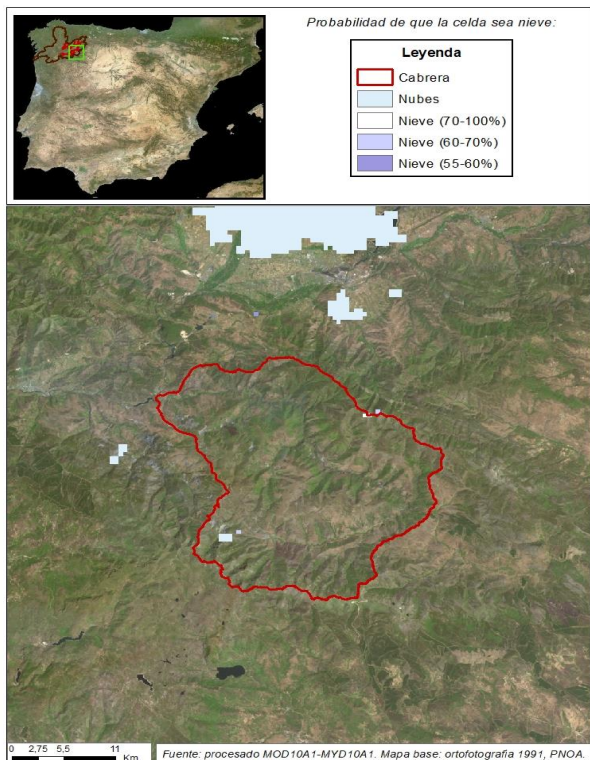 Probabilidad de que la celda sea nieve:
Leyenda
Cabrera
Nubes
Nieve (70-100%)
Nieve (60-70%)
Nieve (55-60%)
0 2,75 5,5 11
Km
Fuente: procesado MOD10A1-MYD10A1. Mapa base: ortofotografia 1991, PNOA.